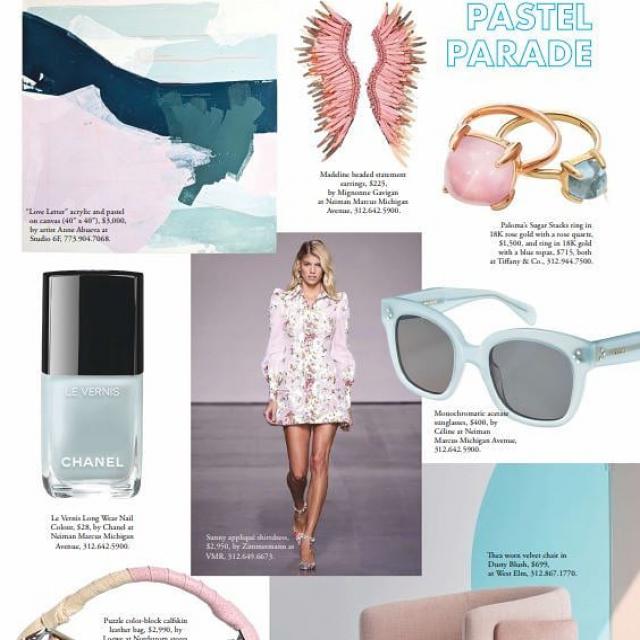 PASTEL
PARADE
Madeline beaded statement
earrings, $225,
by Mignonne Gavigan
at Neiman Marcus Michigan
Avenue, 312.642.5900.
"Love Letter" acrylic and pastel
on canvas (40" x 40"), $3,000,
by artist Anne Abueva at
Studio 6F, 773.904.7068.
Paloma's Sugar Stacks ring in
18K rose gold with a rose quartz,
$1,500, and ring in 18K gold
with a blue topaz, $715, both
at Tiffany & Co., 312.944.7500.
LE VERNIS
CHANEL
Monochromatic acetate
sunglasses, $400, by
Céline at Neiman
Marcus Michigan Avenue,
312.642.5900.
Le Vernis Long Wear Nail
Colour, $28, by Chanel at
Neiman Marcus Michigan
Avenue, 312.642.5900.
Sunny appliqué shirtdress,
$2,950, by Zimmermann at
VMR, 312.649.6673.
Thea worn velvet chair in
Dusty Blush, $699,
at West Elm, 312.867.1770.
Puzzle color-block calfskin
leather bag, $2,990, by
Loewe at Nordstrom stores